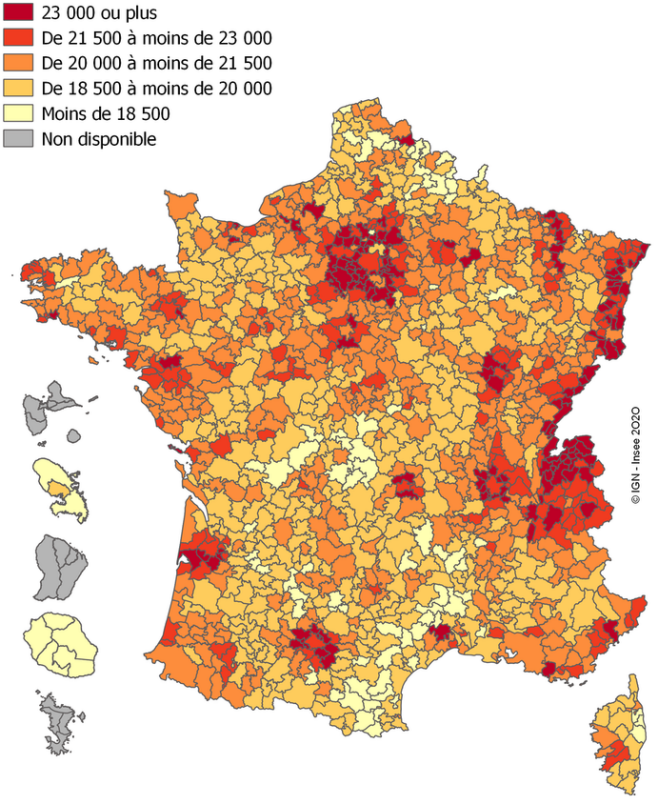 23 000 ou plus
De 21 500 à moins de 23 000
De 20 000 à moins de 21 500
De 18 500 à moins de 20 000
Moins de 18 500
Non disponible
© IGN - Insee 2020